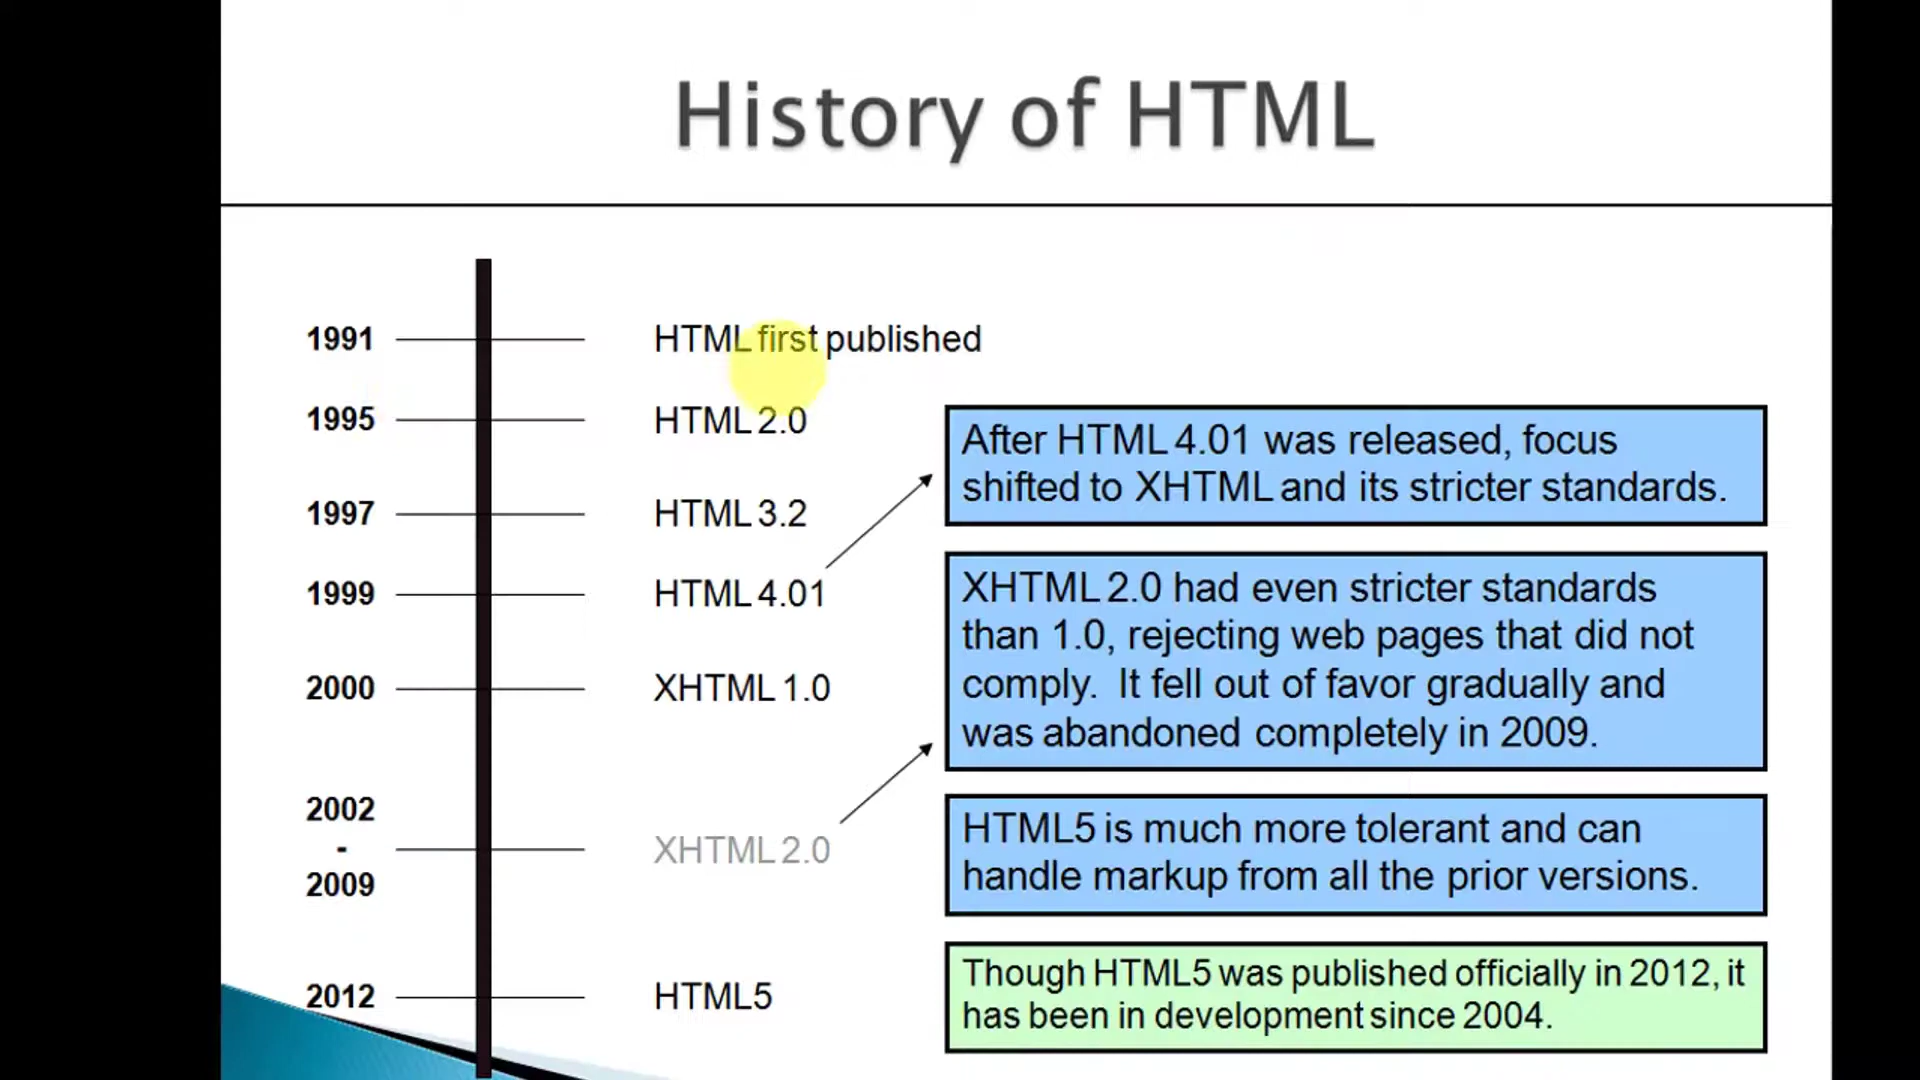 History of HTML
1991 HTML first published
1995 HTML 2.0
1997 HTML 3.2
1999 HTML 4.01
2000 XHTML 1.0
2002
-
2009
XHTML 2.0
2012 HTML5
After HTML 4.01 was released, focus
shifted to XHTML and its stricter standards.
XHTML 2.0 had even stricter standards
than 1.0, rejecting web pages that did not
comply. It fell out of favor gradually and
was abandoned completely in 2009.
HTML5 is much more tolerant and can
handle markup from all the prior versions.
Though HTML5 was published officially in 2012, it
has been in development since 2004.